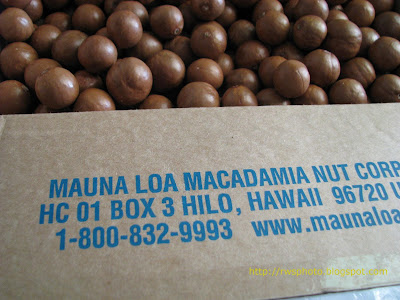 MAUNA LOA MACADAMIA NUT CORP
HC 01 BOX 3 HILO, HAWAII 96720 U
1-800-832-9993 www.maunaloa